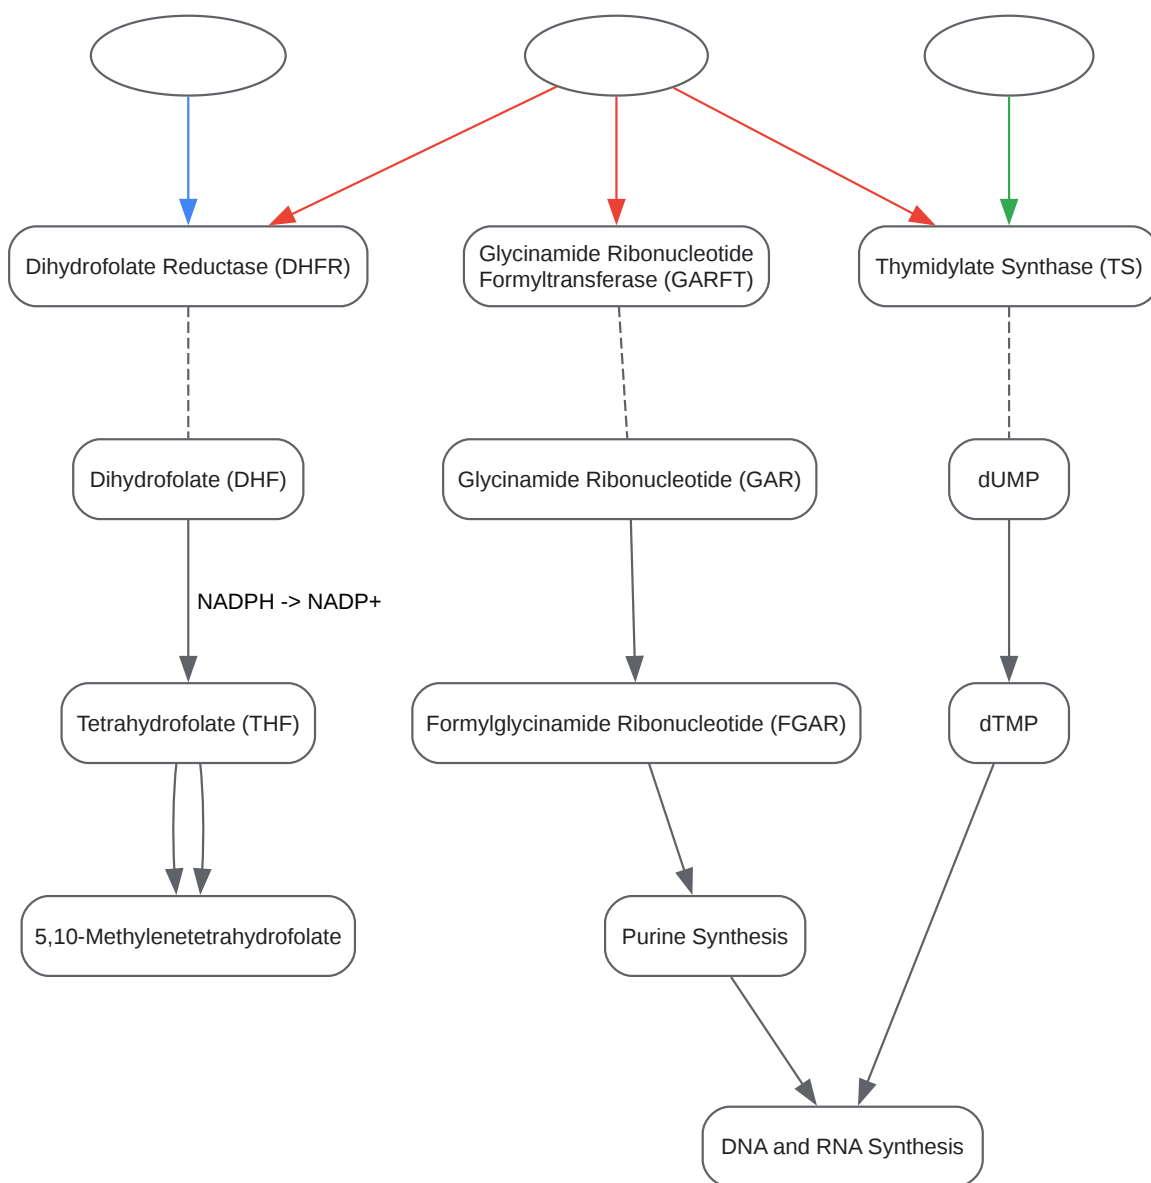 Dihydrofolate Reductase (DHFR)
Glycinamide Ribonucleotide
Formyltransferase (GARFT)
Thymidylate Synthase (TS)
Dihydrofolate (DHF)
Glycinamide Ribonucleotide (GAR)
dUMP
NADPH -> NADP+
Tetrahydrofolate (THF)
Formylglycinamide Ribonucleotide (FGAR)
dTMP
5,10-Methylenetetrahydrofolate
Purine Synthesis
DNA and RNA Synthesis